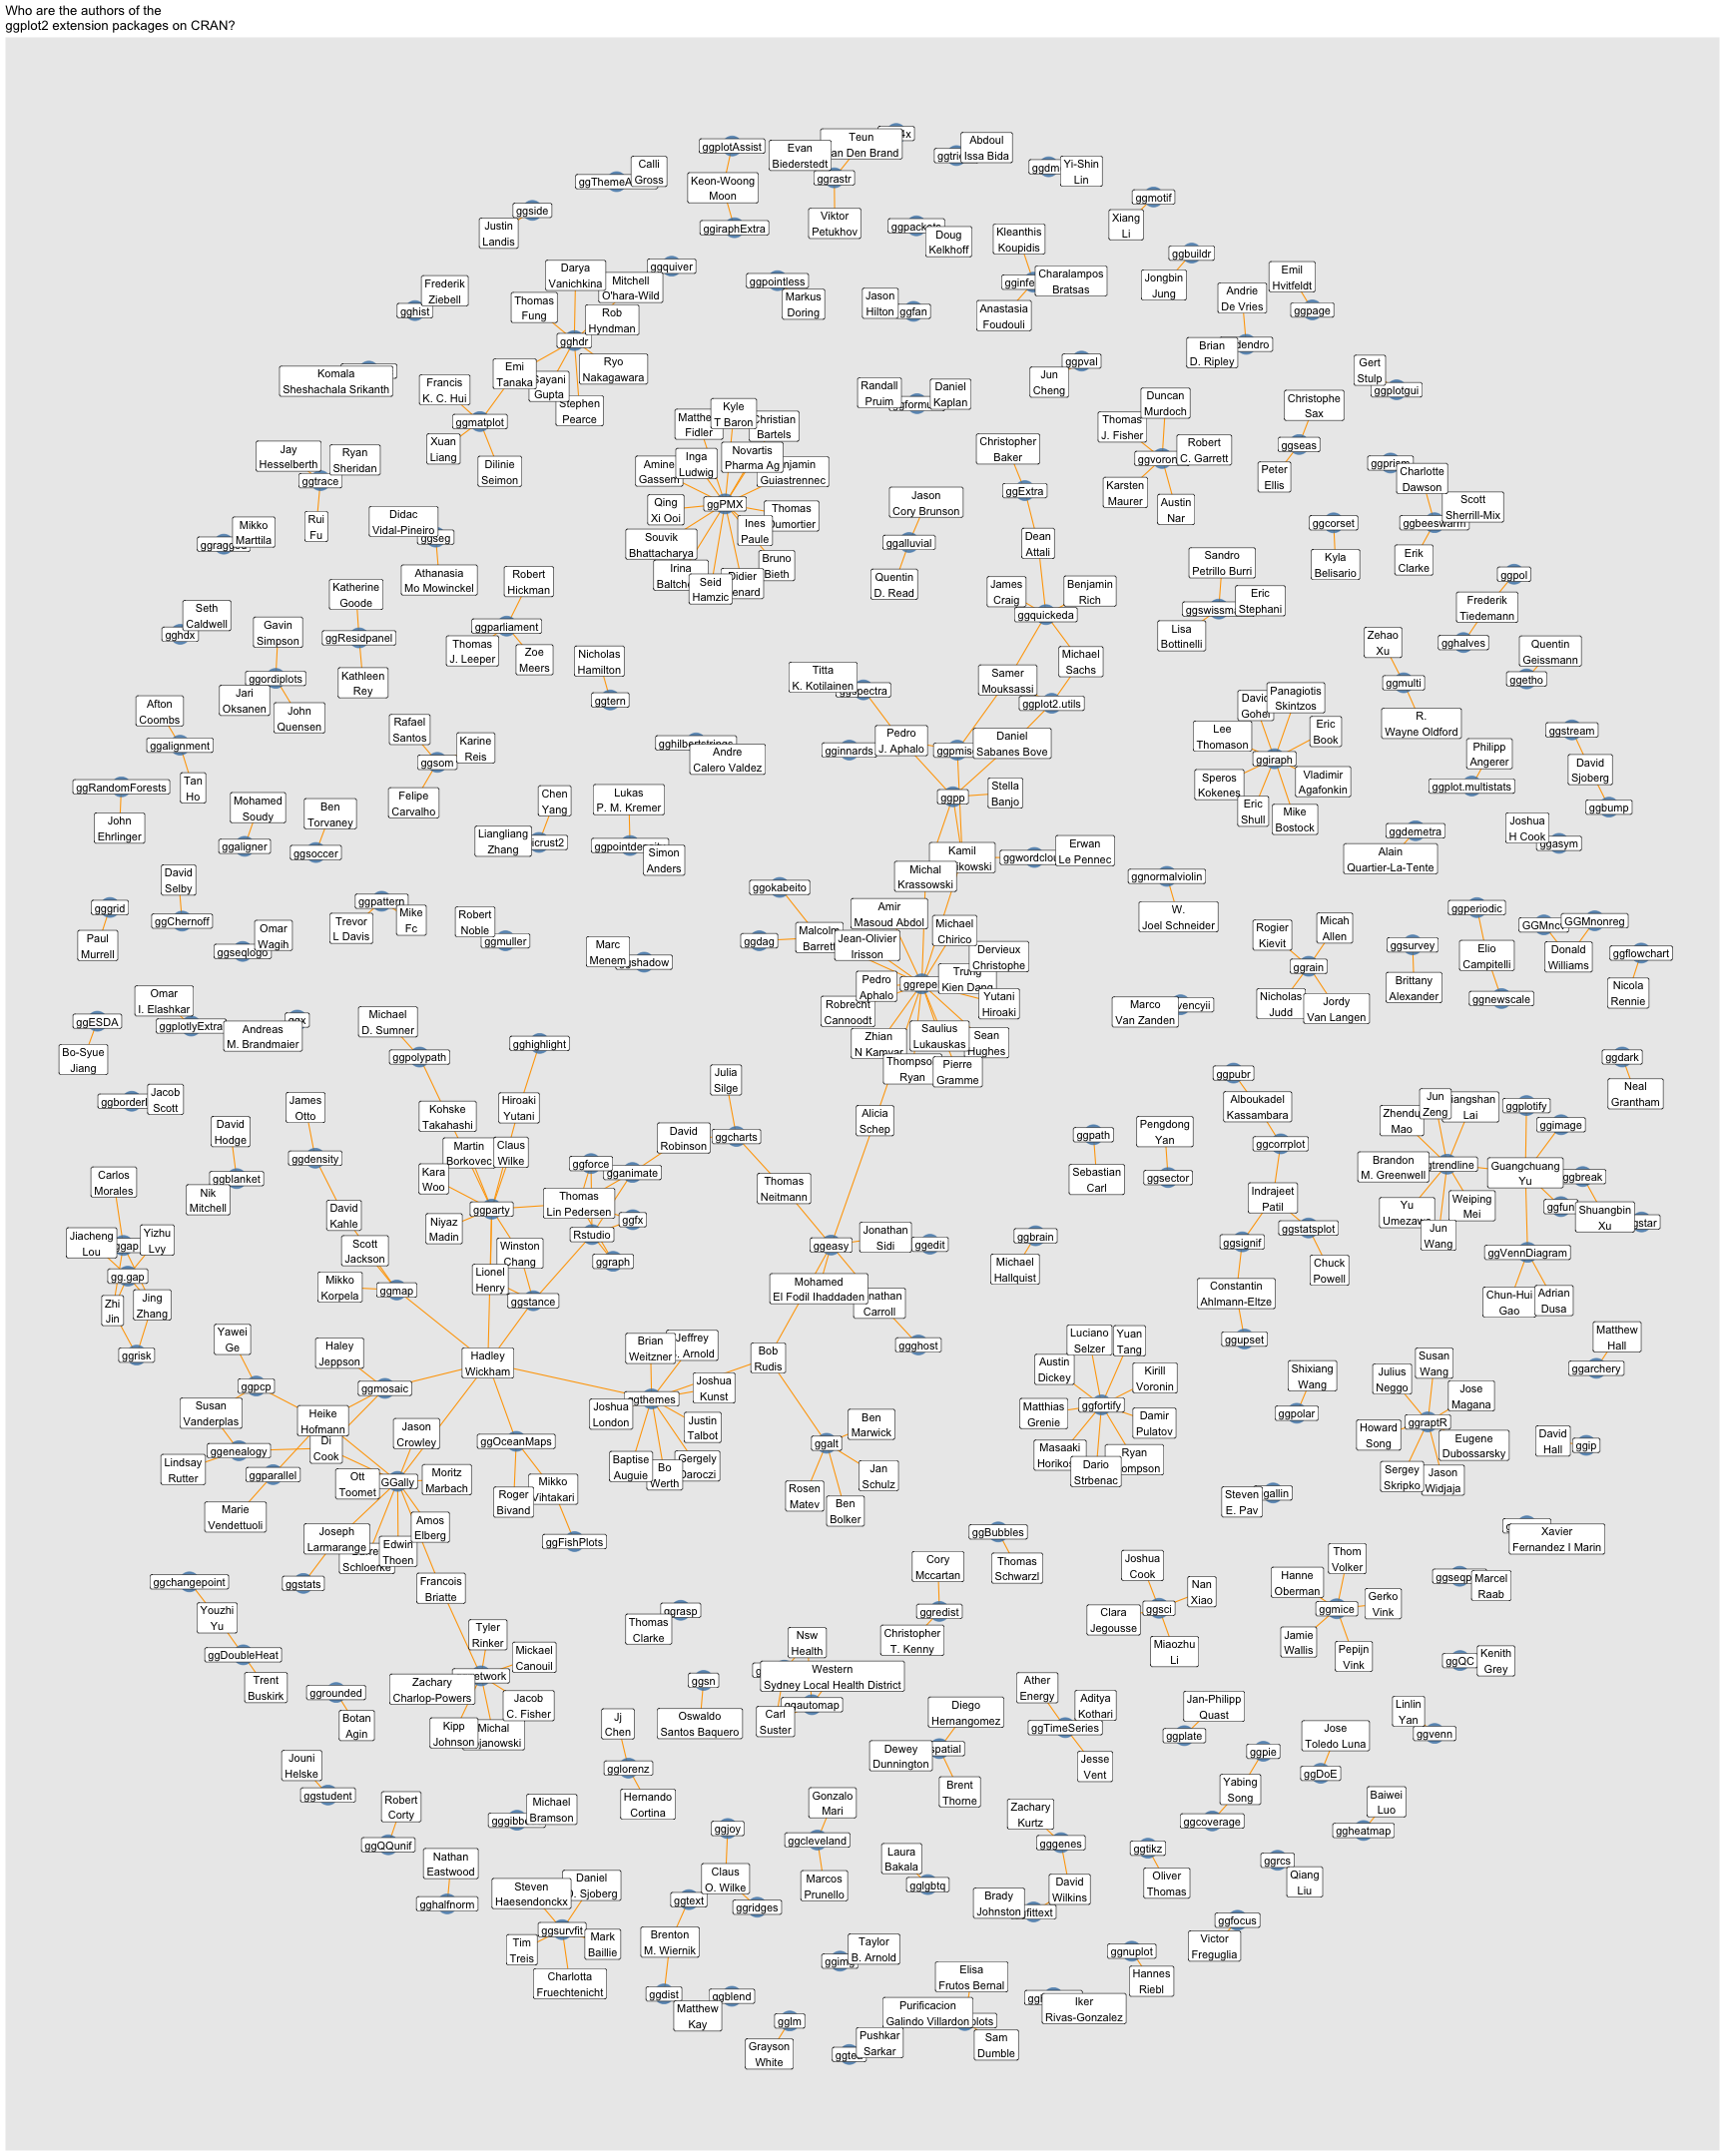 Who are the authors of the
ggplot2 extension packages on CRAN?
ggplotAssist
Evan
Biederstedt
Teun
an Den Brand
4x
Abdoul
Issa Bida
ggtri
Calli
Gross
ggThemeA
Keon-Woong
Moon
ggrastr
ggdm
Yi-Shin
Lin
ggmotif
Xiang
Li
ggside
Justin
Landis
ggiraphExtra
Viktor
Petukhov
ggpackets
Doug
Kelkhoff
Kleanthis
Koupidis
ggbuildr
Jongbin
Jung
Darya
Vanichkina
Mitchell
O'hara-Wild
ggquiver
ggpointless
Markus
Doring
gginfe
Charalampos
Bratsas
Anastasia
Foudouli
Emil
Hvitfeldt
ggpage
Andrie
De Vries
Frederik
Ziebell
gghist
Thomas
Fung
Rob
Hyndman
Jason
Hilton
ggfan
gghdr
Brian
D. Ripley
dendro
Komala
Sheshachala Srikanth
Emi
Tanaka
Gayani
Gupta
Ryo
Nakagawara
Stephen
Pearce
ggpval
Jun
Cheng
Gert
Stulp
ggplotgui
Francis
K. C. Hui
ggmatplot
Xuan
Liang
Dilinie
Seimon
Randall
Pruim
Daniel
Kaplan
ggformu
Duncan
Murdoch
Thomas
J. Fisher
Robert
C. Garrett
ggvoron
Karsten
Maurer
Austin
Nar
Christophe
Sax
ggseas
Peter
Ellis
Kyle
T Baron
Matthe
Fidler
Christian
Bartels
Novartis
Pharma Ag
Inga
Ludwig
Amine
Gassem
njamin
Guiastrennec
ggPMX
Qing
Xi Ooi
Thomas
Dumortier
Ines
Paule
Souvik
Bhattacharya
Bruno
Bieth
Irina
Baltch
Seid
Hamzic
Didier
enard
Jay
Hesselberth
Ryan
Sheridan
ggtrace
Rui
Fu
Christopher
Baker
ggExtra
Dean
Attali
ggprism
Charlotte
Dawson
Scott
Sherrill-Mix
ggbeeswarm
Erik
Clarke
Mikko
Marttila
ggragged
Didac
Vidal-Pineiro
ggseg
Athanasia
Mo Mowinckel
Jason
Cory Brunson
ggalluvial
Quentin
D. Read
ggcorset
Kyla
Belisario
Sandro
Petrillo Burri
ggswissm
Eric
Stephani
Lisa
Bottinelli
Katherine
Goode
ggResidpanel
Kathleen
Rey
Robert
Hickman
ggparliament
Thomas
J. Leeper
Zoe
Meers
James
Craig
Benjamin
Rich
ggquickeda
Michael
Sachs
ggpol
Frederik
Tiedemann
gghalves
Seth
Caldwell
gghdx
Gavin
Simpson
ggordiplots
Jari
Oksanen
John
Quensen
Nicholas
Hamilton
ggtern
Titta
K. Kotilainen
ggspectra
Samer
Mouksassi
ggplot2.utils
Zehao
Xu
ggmulti
R.
Wayne Oldford
Quentin
Geissmann
ggetho
Afton
Coombs
ggalignment
Tan
Ho
Rafael
Santos
Karine
Reis
ggsom
Felipe
Carvalho
gghilbertstrings
Andre
Calero Valdez
gginnards
Pedro
J. Aphalo
ggpmis
Daniel
Sabanes Bove
David
Gohel
Panagiotis
Skintzos
Lee
Thomason
Eric
Book
ggiraph
Speros
Kokenes
Vladimir
Agafonkin
Eric
Shull
Mike
Bostock
ggstream
David
Sjoberg
ggbump
Philipp
Angerer
ggplot.multistats
ggRandomForests
John
Ehrlinger
Mohamed
Soudy
ggaligner
Ben
Torvaney
ggsoccer
Chen
Yang
Liangliang
Zhang
icrust2
Lukas
P. M. Kremer
ggpointdensity
Simon
Anders
ggpp
Stella
Banjo
ggdemetra
Alain
Quartier-La-Tente
Joshua
H Cook
ggasym
Kamil
ikowski
ggwordclou
Erwan
Le Pennec
Michal
Krassowski
David
Selby
ggChernoff
gggrid
Paul
Murrell
ggpattern
Trevor
L Davis
Mike
Fc
Robert
Noble
ggmuller
Omar
Wagih
ggseqlogo
ggokabeito
ggdag
Malcolm
Barrett
Amir
Masoud Abdol
Michael
Chirico
Jean-Olivier
Irisson
Dervieux
Christophe
Trung
Kien Dang
ggrepe
Pedro
Aphalo
Robrecht
Cannoodt
Yutani
Hiroaki
Zhian
N Kamvar
Saulius
Lukauskas
Sean
Hughes
Thompso
Ryan
Pierre
Gramme
ggnormalviolin
W.
Joel Schneider
Rogier
Kievit
Micah
Allen
ggrain
Nicholas
Judd
Jordy
Van Langen
ggsurvey
Brittany
Alexander
ggperiodic
Elio
Campitelli
ggnewscale
GGMncv
GGMnonreg
Donald
Williams
ggflowchart
Nicola
Rennie
Marc
Menem
ggshadow
Marco
Van Zanden
vencyii
Omar
I. Elashkar
ggplotlyExtra
Andreas
M. Brandmaier
ggx
ggESDA
Bo-Syue
Jiang
Michael
D. Sumner
ggpolypath
gghighlight
Hiroaki
Yutani
ggdark
Neal
Grantham
ggborderl
Jacob
Scott
James
Otto
ggdensity
David
Hodge
ggblanket
Nik
Mitchell
Kohske
Takahashi
Martin
Borkovec
Claus
Wilke
Kara
Woo
ggparty
Niyaz
Madin
Julia
Silge
ggcharts
David
Robinson
ggforce
gganimate
Thomas
Lin Pedersen
ggfx
Rstudio
ggraph
Thomas
Neitmann
Alicia
Schep
ggpath
Sebastian
Carl
Pengdong
Yan
ggsector
ggpubr
Alboukadel
Kassambara
ggcorrplot
Indrajeet
Patil
ggsignif
ggstatsplot
Chuck
Powell
Constantin
Ahlmann-Eltze
ggupset
Jun
Zeng
iangshan
Lai
Zhendu
Mao
Brandon
M. Greenwell
gtrendline
Yu
Umezaw
Weiping
Mei
Jun
Wang
ggplotify
ggimage
Guangchuang
Yu
ggbreak
ggfun
Shuangbin
Xu
gstar
ggVennDiagram
Chun-Hui
Gao
Adrian
Dusa
Carlos
Morales
Jiacheng
Lou
Yizhu
Lvy
ggap
gg.gap
Zhi
Jin
Jing
Zhang
ggrisk
David
Kahle
Scott
Jackson
Mikko
Korpela
ggmap
Winston
Chang
Lionel
Henry
ggstance
ggeasy
Jonathan
Sidi
ggedit
Mohamed
El Fodil Ihaddaden
nathan
Carroll
ggghost
ggbrain
Michael
Hallquist
Yawei
Ge
ggpcp
Haley
Jeppson
ggmosaic
Hadley
Wickham
Brian
Weitzner
Jeffrey
. Arnold
Bob
Rudis
Joshua
Kunst
ggthemes
Joshua
London
Justin
Talbot
Baptise
Auguie
Bo
Werth
Gergely
Daroczi
Luciano
Selzer
Yuan
Tang
Austin
Dickey
Kirill
Voronin
ggfortify
Matthias
Grenie
Damir
Pulatov
Masaaki
Horikos
Dario
Strbenac
Ryan
ompson
Matthew
Hall
ggarchery
Shixiang
Wang
ggpolar
Susan
Wang
Julius
Neggo
Jose
Magana
ggraptR
Howard
Song
Eugene
Dubossarsky
Sergey
Skripko
Jason
Widjaja
David
Hall
ggip
Susan
Vanderplas
Heike
Hofmann
Di
Cook
Jason
Crowley
ggenealogy
Lindsay
Rutter
ggparallel
Marie
Vendettuoli
Ott
Toomet
GGally
Moritz
Marbach
Amos
Elberg
Joseph
Larmarange
Schloerke
Edwin
Thoen
ggstats
Francois
Briatte
ggOceanMaps
Roger
Bivand
Mikko
Vihtakari
ggFishPlots
ggalt
Ben
Marwick
Jan
Schulz
Rosen
Matev
Ben
Bolker
Steven
E. Pav
gallin
Xavier
Fernandez I Marin
ggBubbles
Thomas
Schwarzl
ggchangepoint
Youzhi
Yu
ggDoubleHeat
Trent
Buskirk
Cory
Mccartan
ggredist
Christopher
T. Kenny
Joshua
Cook
Nan
Xiao
ggsci
Clara
Jegousse
Miaozhu
Li
Thom
Volker
Hanne
Oberman
Gerko
Vink
ggmice
Jamie
Wallis
Pepijn
Vink
ggseqp
Marcel
Raab
ggrasp
Thomas
Clarke
Tyler
Rinker
Mickael
Canouil
etwork
Zachary
Charlop-Powers
Jacob
C. Fisher
Kipp
Johnson
Michal
ojanowski
Nsw
Health
Western
Sydney Local Health District
ggautomap
Carl
Suster
ggsn
Oswaldo
Santos Baquero
ggQC
Kenith
Grey
ggrounded
Botan
Agin
Jj
Chen
gglorenz
Hernando
Cortina
Diego
Hernangomez
Dewey
Dunnington
spatial
Brent
Thorne
Ather
Energy
Aditya
Kothari
ggTimeSeries
Jesse
Vent
Jan-Philipp
Quast
ggplate
Linlin
Yan
ggvenn
Jose
Toledo Luna
ggDoE
Jouni
Helske
ggstudent
ggpie
Yabing
Song
ggcoverage
Baiwei
Luo
ggheatmap
Robert
Corty
ggQQunif
gggibbe
Michael
Bramson
Gonzalo
Mari
ggcleveland
Marcos
Prunello
Zachary
Kurtz
gggenes
David
Wilkins
Brady
Johnston
gfittext
ggjoy
Claus
O. Wilke
ggridges
Nathan
Eastwood
gghalfnorm
Laura
Bakala
gglgbtq
ggtikz
Oliver
Thomas
ggrcs
Qiang
Liu
Steven
Haesendonckx
Daniel
D. Sjoberg
ggsurvfit
Tim
Treis
Mark
Baillie
Charlotta
Fruechtenicht
ggtext
Brenton
M. Wiernik
ggdist
Matthew
Kay
ggblend
ggfocus
Victor
Freguglia
Taylor
B. Arnold
ggimg
ggnuplot
Hannes
Riebl
Elisa
Frutos Bernal
Purificacion
Galindo Villardon
plots
Sam
Dumble
Iker
Rivas-Gonzalez
gglm
Grayson
White
Pushkar
Sarkar
ggte